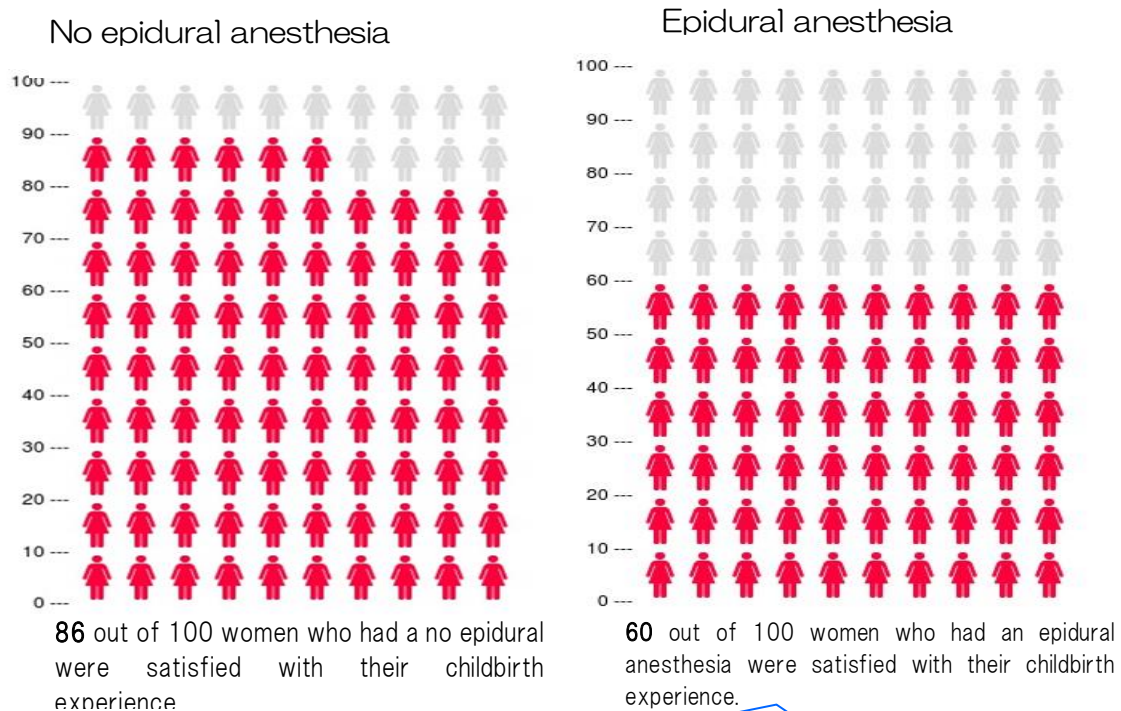 No epidural anesthesia
100 ---
90 ---
80 ---
70 ---
60 ---
50 ---
40 ---
30 ---
20 ---
10 ---
0 ---
86 out of 100 women who had a no epidural
were satisfied with their childbirth
experience
Epidural anesthesia
100 ---
90 ---
80 ---
70 ---
60 ---
50 ---
40 ---
30 ---
20 ---
10 ---
0 ---
60 out of 100 women who had an epidural
anesthesia were satisfied with their childbirth
experience.